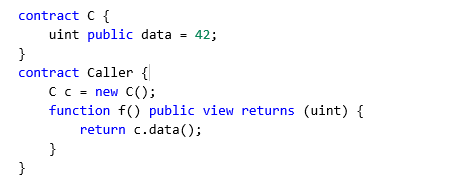 contract C {
    uint public data = 42;
}
contract Caller {
    C c = new C();
    function f() public view returns (uint) {
        return c.data();
    }
}